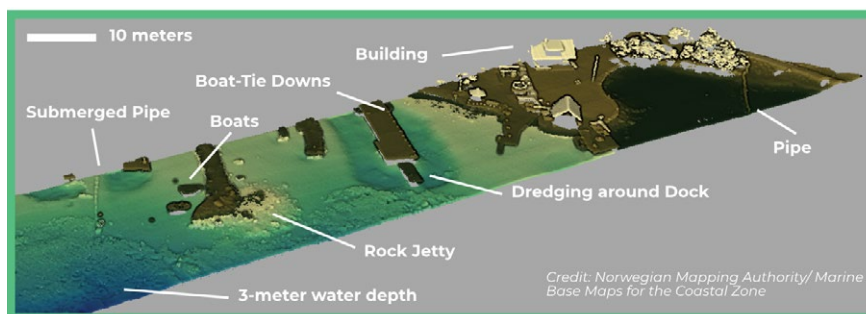 10 meters
Building
Boat-Tie Downs
Submerged Pipe
Boats
Pipe
Dredging around Dock
Rock Jetty
3-meter water depth
Credit: Norwegian Mapping Authority/ Marine
Base Maps for the Coastal Zone